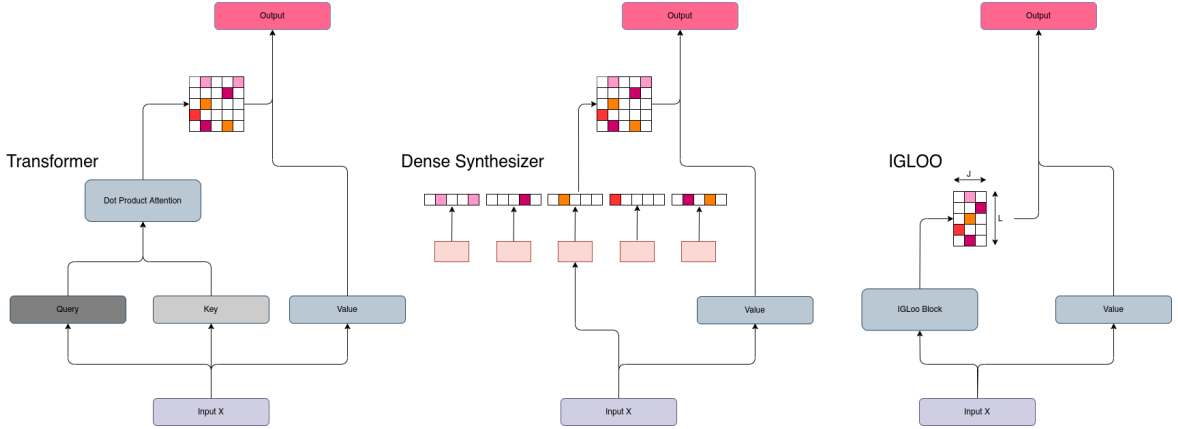 Output
Transformer
Dot Product Attention
Query
Key
Value
Input X
Output
Dense Synthesizer
Value
Input X
Output
IGLOO
J
L
IGLoo Block
Value
Input X